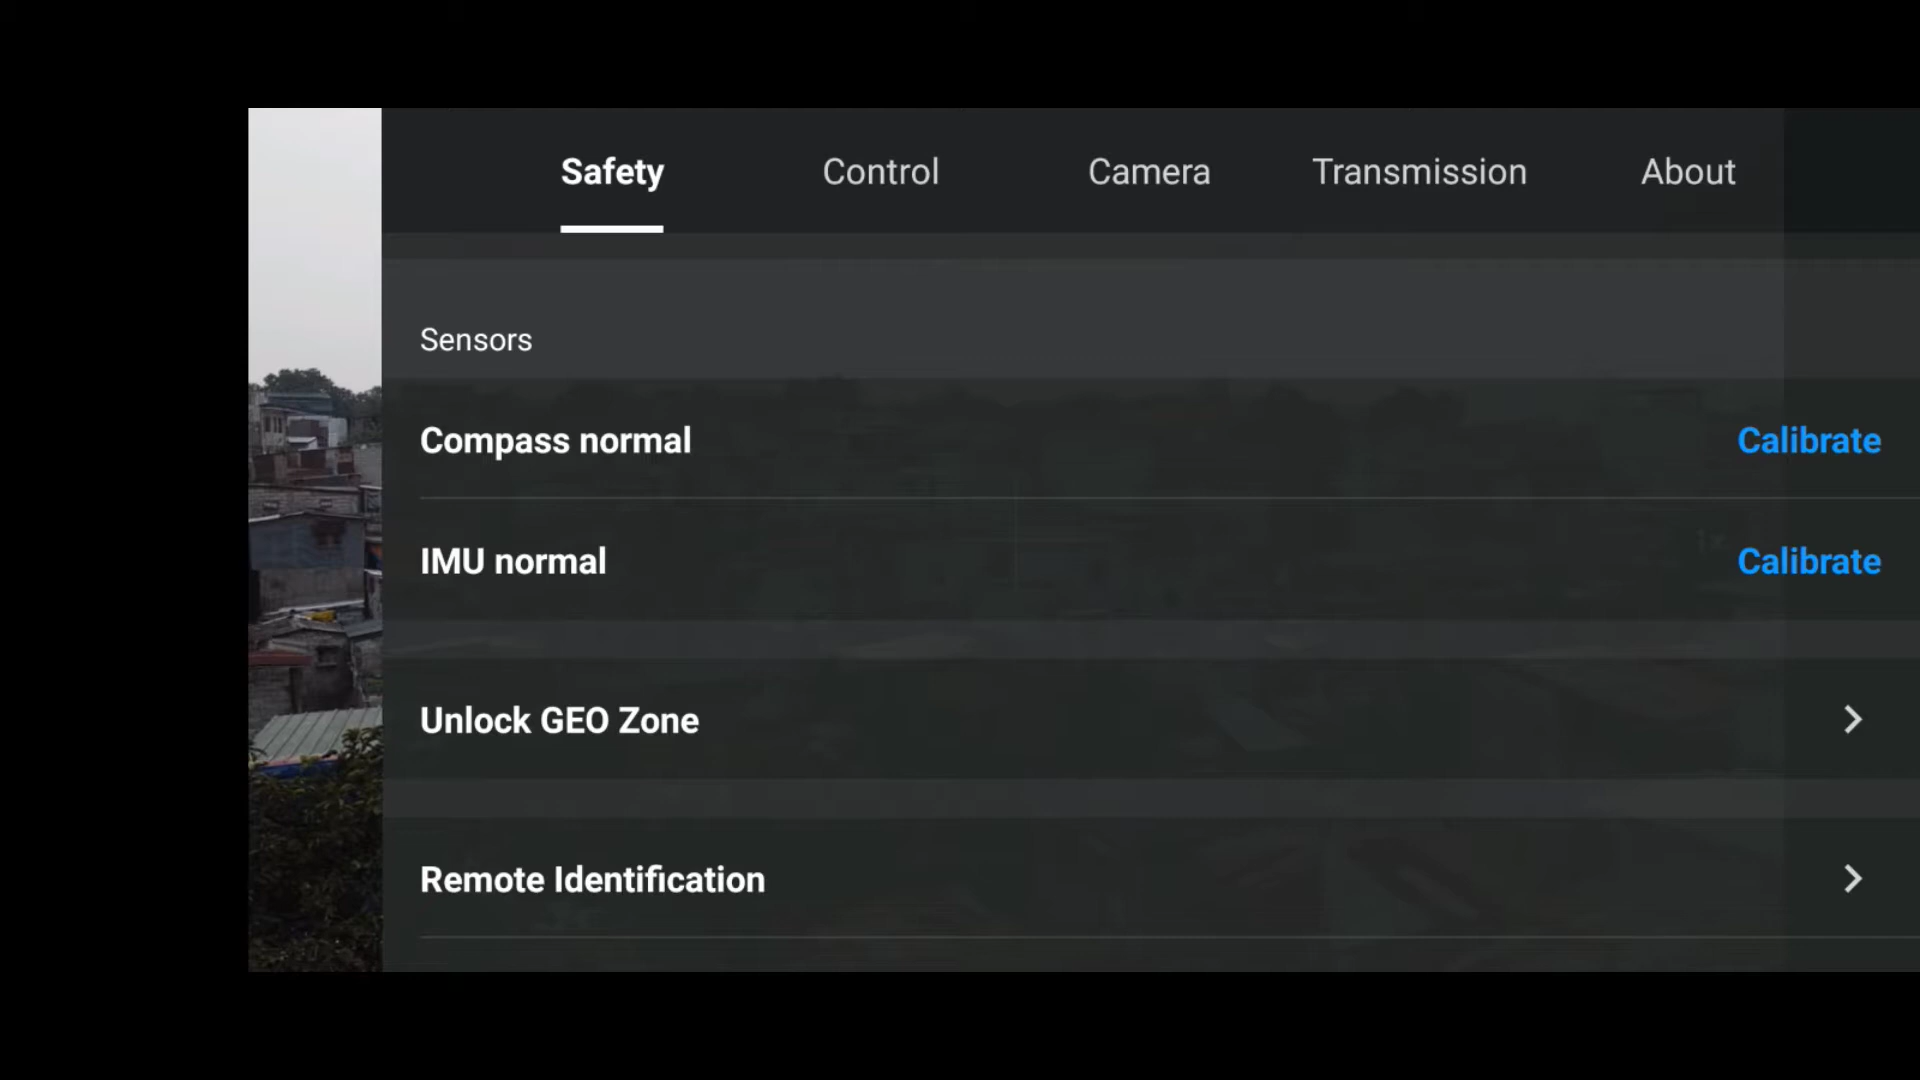 Safety Control Camera Transmission About
Sensors
Compass normal Calibrate
IMU normal Calibrate
Unlock GEO Zone
Remote Identification